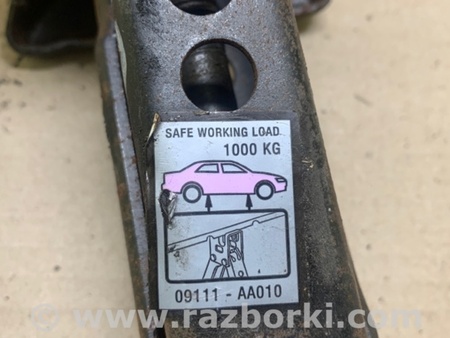 SAFE WORKING LOAD
1000 KG
09111 - AA010
www.razborki.com